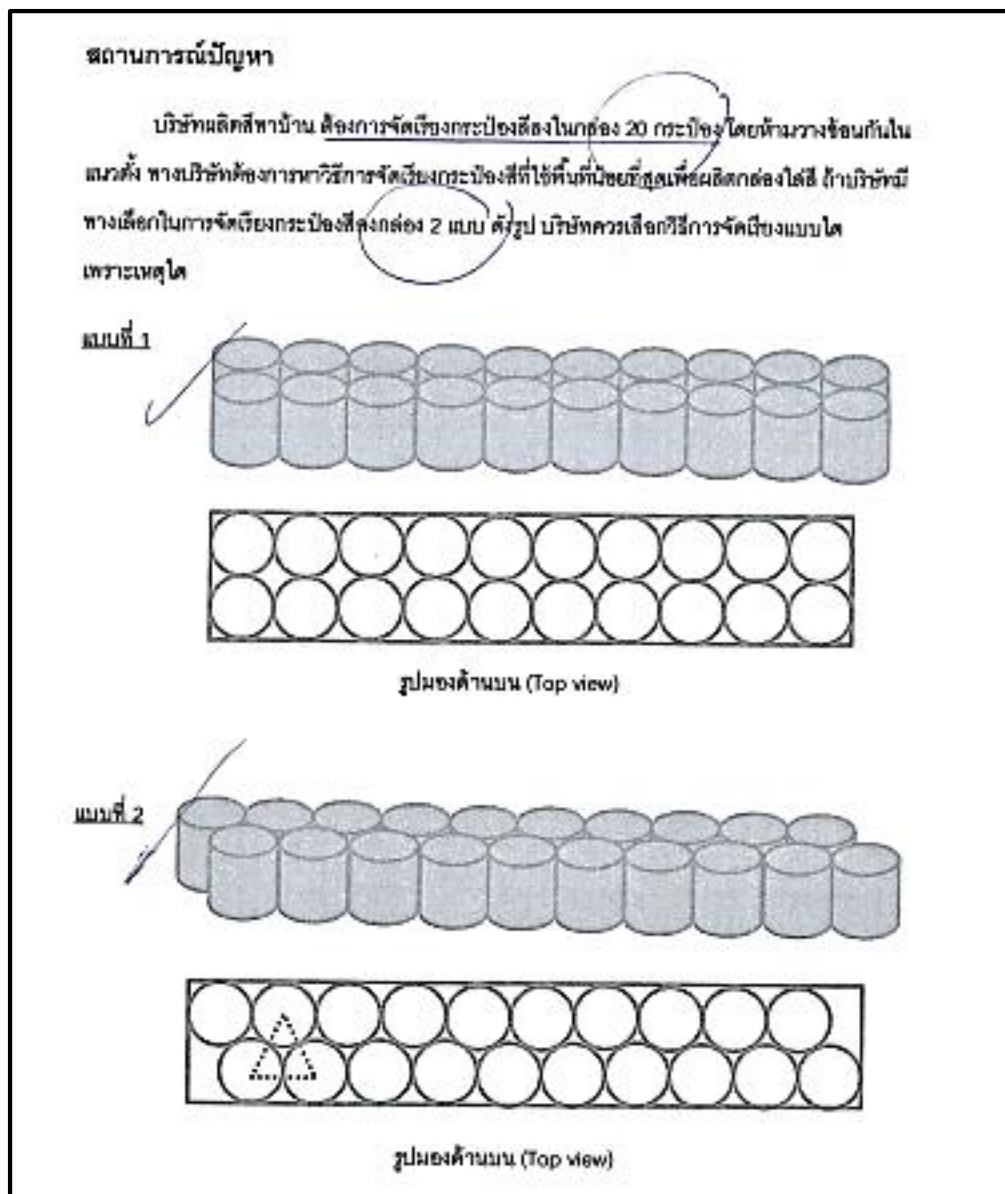 สถานการณ์ปัญหา
บริษัทผลิตสีทาบ้าน ต้องการจัดเรียงกระป๋องสีลงในกล่อง 20 กระป๋อง โดยห้ามวางซ้อนกันใน
แนวตั้ง ทางบริษัทต้องการหาวิธีการจัดเรียงกระป๋องสีที่ใช้พื้นที่น้อยที่สุดเพื่อผลิตกล่องใส่สี ถ้าบริษัทมี
ทางเลือกในการจัดเรียงกระป๋องสีลงกล่อง 2 แบบ ดังรูป บริษัทควรเลือกวิธีการจัดเรียงแบบใด
เพราะเหตุใด
แบบที่ 1
รูปมองด้านบน (Top view)
แบบที่ 2
รูปมองด้านบน (Top view)